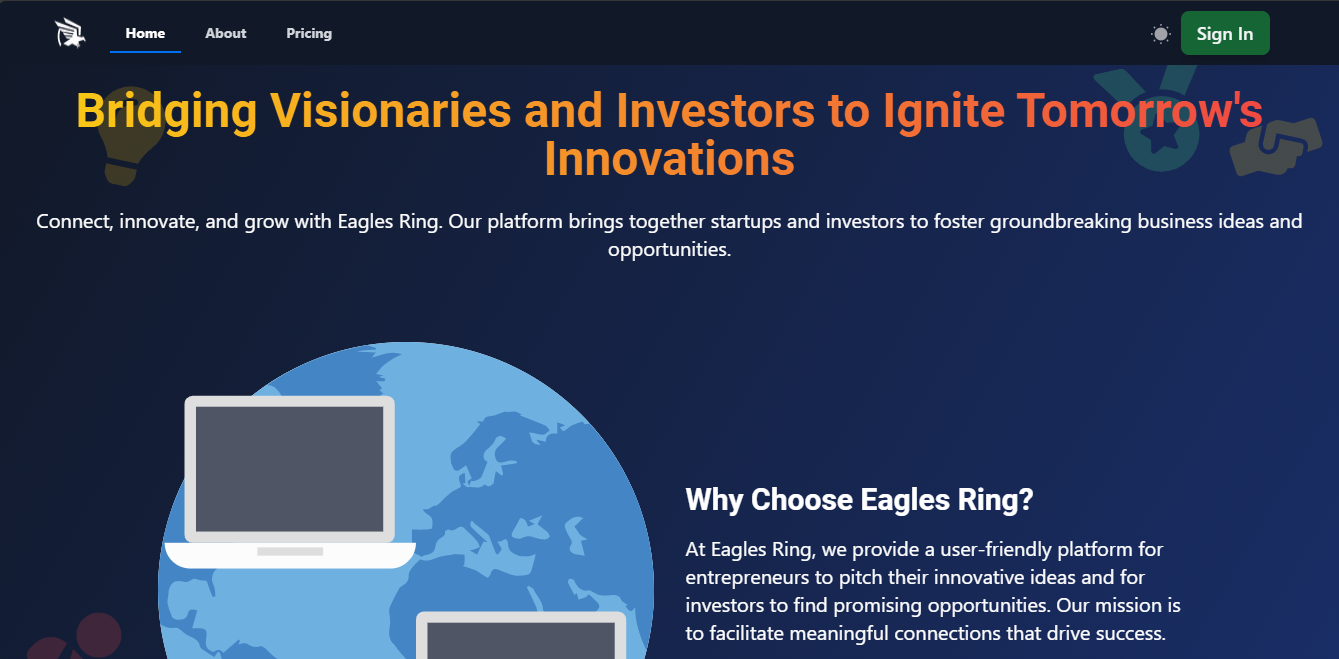 Home About Pricing Sign In
Bridging Visionaries and Investors to Ignite Tomorrow's
Innovations
Connect, innovate, and grow with Eagles Ring. Our platform brings together startups and investors to foster groundbreaking business ideas and
opportunities.
Why Choose Eagles Ring?
At Eagles Ring, we provide a user-friendly platform for
entrepreneurs to pitch their innovative ideas and for
investors to find promising opportunities. Our mission is
to facilitate meaningful connections that drive success.